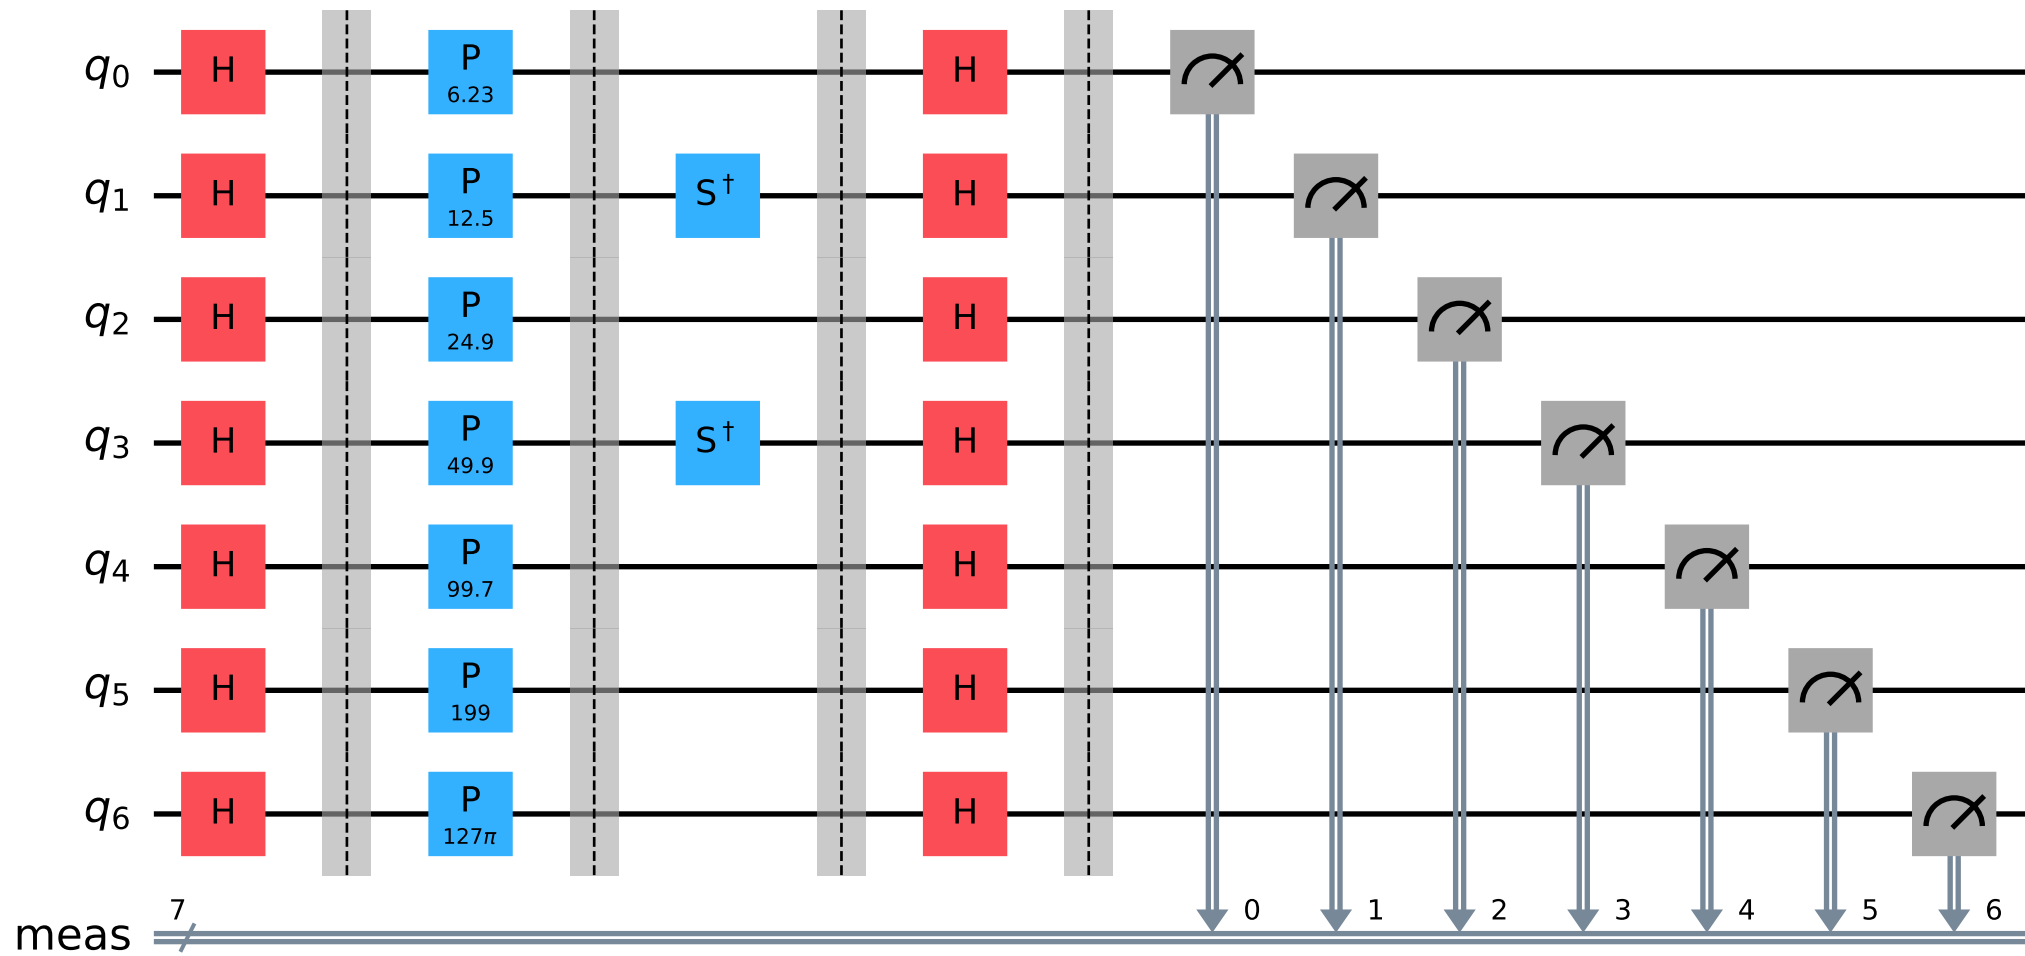 q0 H P 6.23 H
q1 H P 12.5 S† H
q2 H P 24.9 H
q3 H P 49.9 S† H
q4 H P 99.7 H
q5 H P 199 H
q6 H P 127π H
meas 7 0 1 2 3 4 5 6